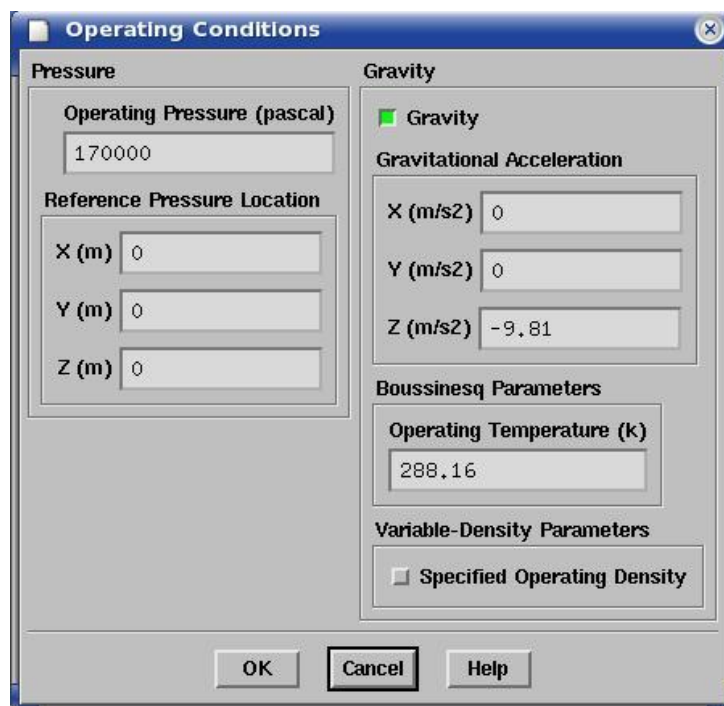 Operating Conditions
Pressure
Operating Pressure (pascal)
170000
Reference Pressure Location
X (m) 0
Y (m) 0
Z (m) 0
Gravity
Gravity
Gravitational Acceleration
X (m/s2) 0
Y (m/s2) 0
Z (m/s2) -9.81
Boussinesq Parameters
Operating Temperature (k)
288.16
Variable-Density Parameters
Specified Operating Density
OK Cancel Help